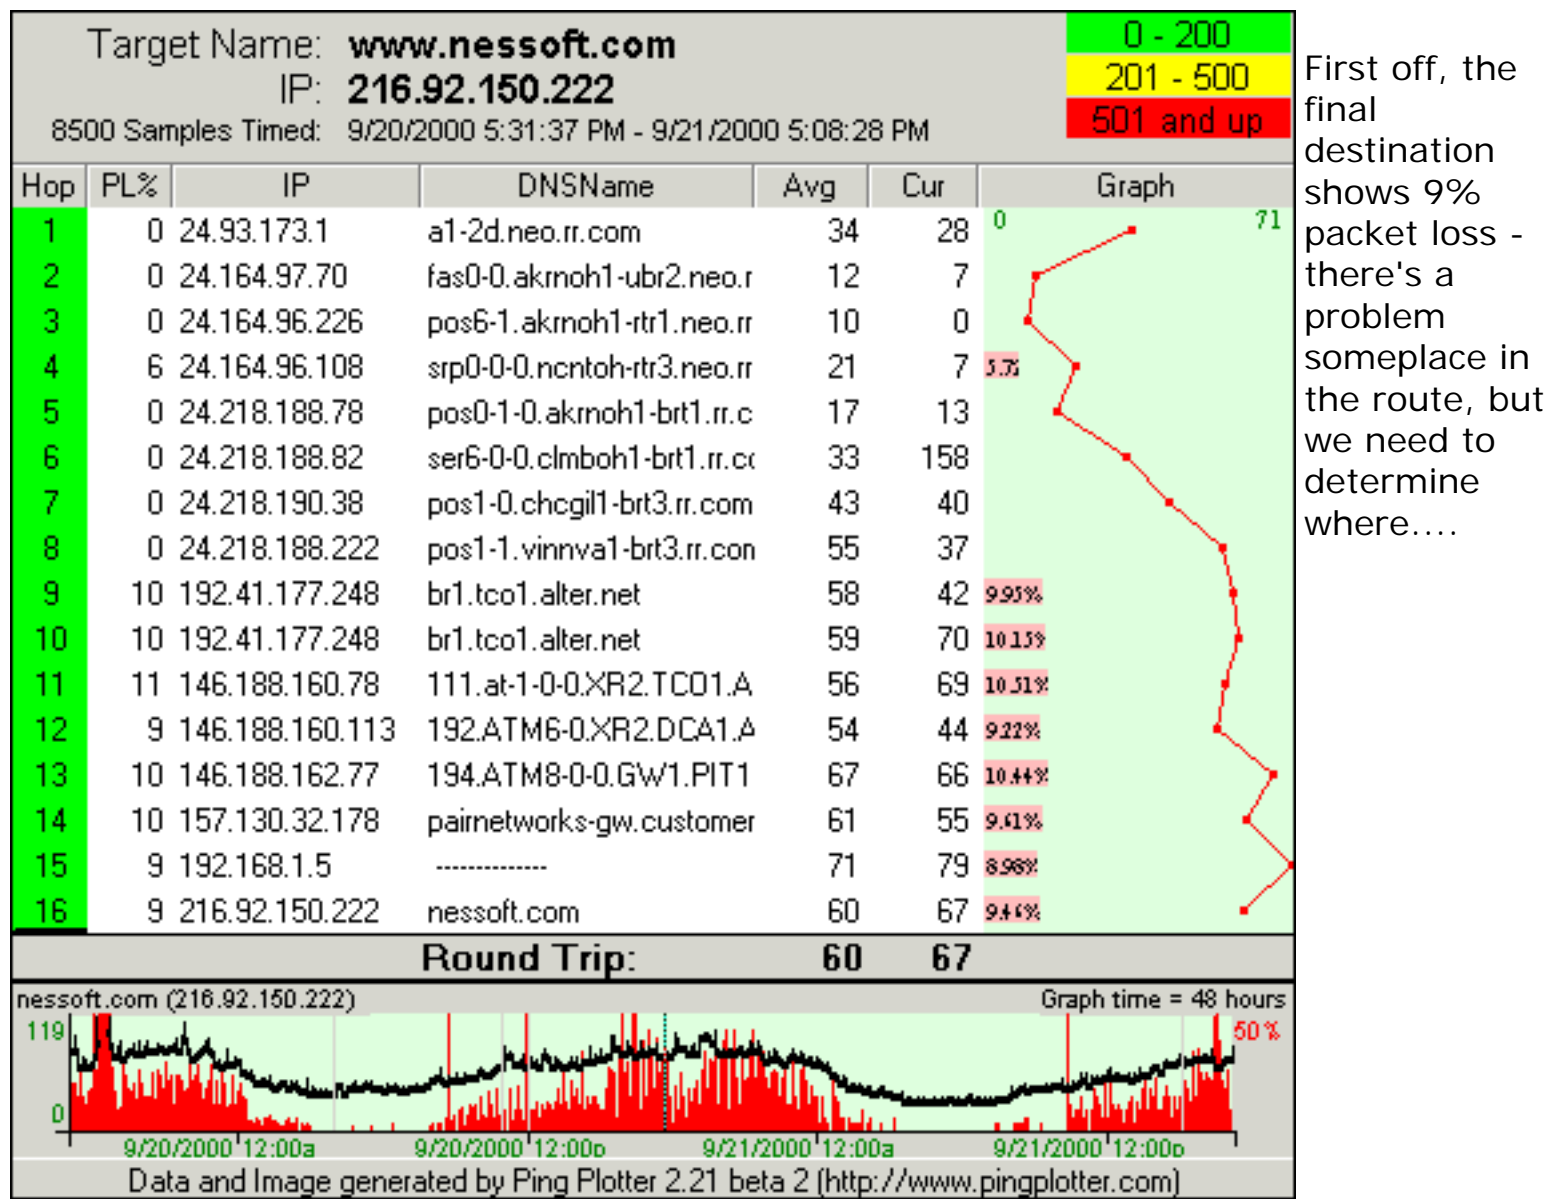 Target Name: www.nessoft.com
IP: 216.92.150.222
8500 Samples Timed: 9/20/2000 5:31:37 PM - 9/21/2000 5:08:28 PM
0 - 200
201 - 500
501 and up
Hop PL% IP DNSName Avg Cur Graph
0 71
1 0 24.93.173.1 a1-2d.neo.rr.com 34 28
2 0 24.164.97.70 fas0-0.akrnoh1-ubr2.neo.r 12 7
3 0 24.164.96.226 pos6-1.akrnoh1-rtr1.neo.rr 10 0
4 6 24.164.96.108 srp0-0-0.ncntoh-rtr3.neo.rr 21 7
5 0 24.218.188.78 pos0-1-0.akrnoh1-brt1.rr.c 17 13
6 0 24.218.188.82 ser6-0-0.clmboh1-brt1.rr.c 33 158
7 0 24.218.190.38 pos1-0.chcgil1-brt3.rr.com 43 40
8 0 24.218.188.222 pos1-1.vinnva1-brt3.rr.con 55 37
9 10 192.41.177.248 br1.tco1.alter.net 58 42 9.95%
10 10 192.41.177.248 br1.tco1.alter.net 59 70 10.15%
11 11 146.188.160.78 111.at-1-0-0.XR2.TCO1.A 56 69 10.51%
12 9 146.188.160.113 192.ATM6-0.XR2.DCA1.A 54 44 9.22%
13 10 146.188.162.77 194.ATM8-0-0.GW1.PIT1 67 66 10.44%
14 10 157.130.32.178 pairnetworks-gw.customer 61 55 9.61%
15 9 192.168.1.5 -------------- 71 79 8.98%
16 9 216.92.150.222 nessoft.com 60 67 9.46%
Round Trip: 60 67
nessoft.com (216.92.150.222) Graph time = 48 hours
119 50 %
0
9/20/2000 12:00a 9/20/2000 12:00p 9/21/2000 12:00a 9/21/2000 12:00p
Data and Image generated by Ping Plotter 2.21 beta 2 (http://www.pingplotter.com)
First off, the
final
destination
shows 9%
packet loss -
there's a
problem
someplace in
the route, but
we need to
determine
where....